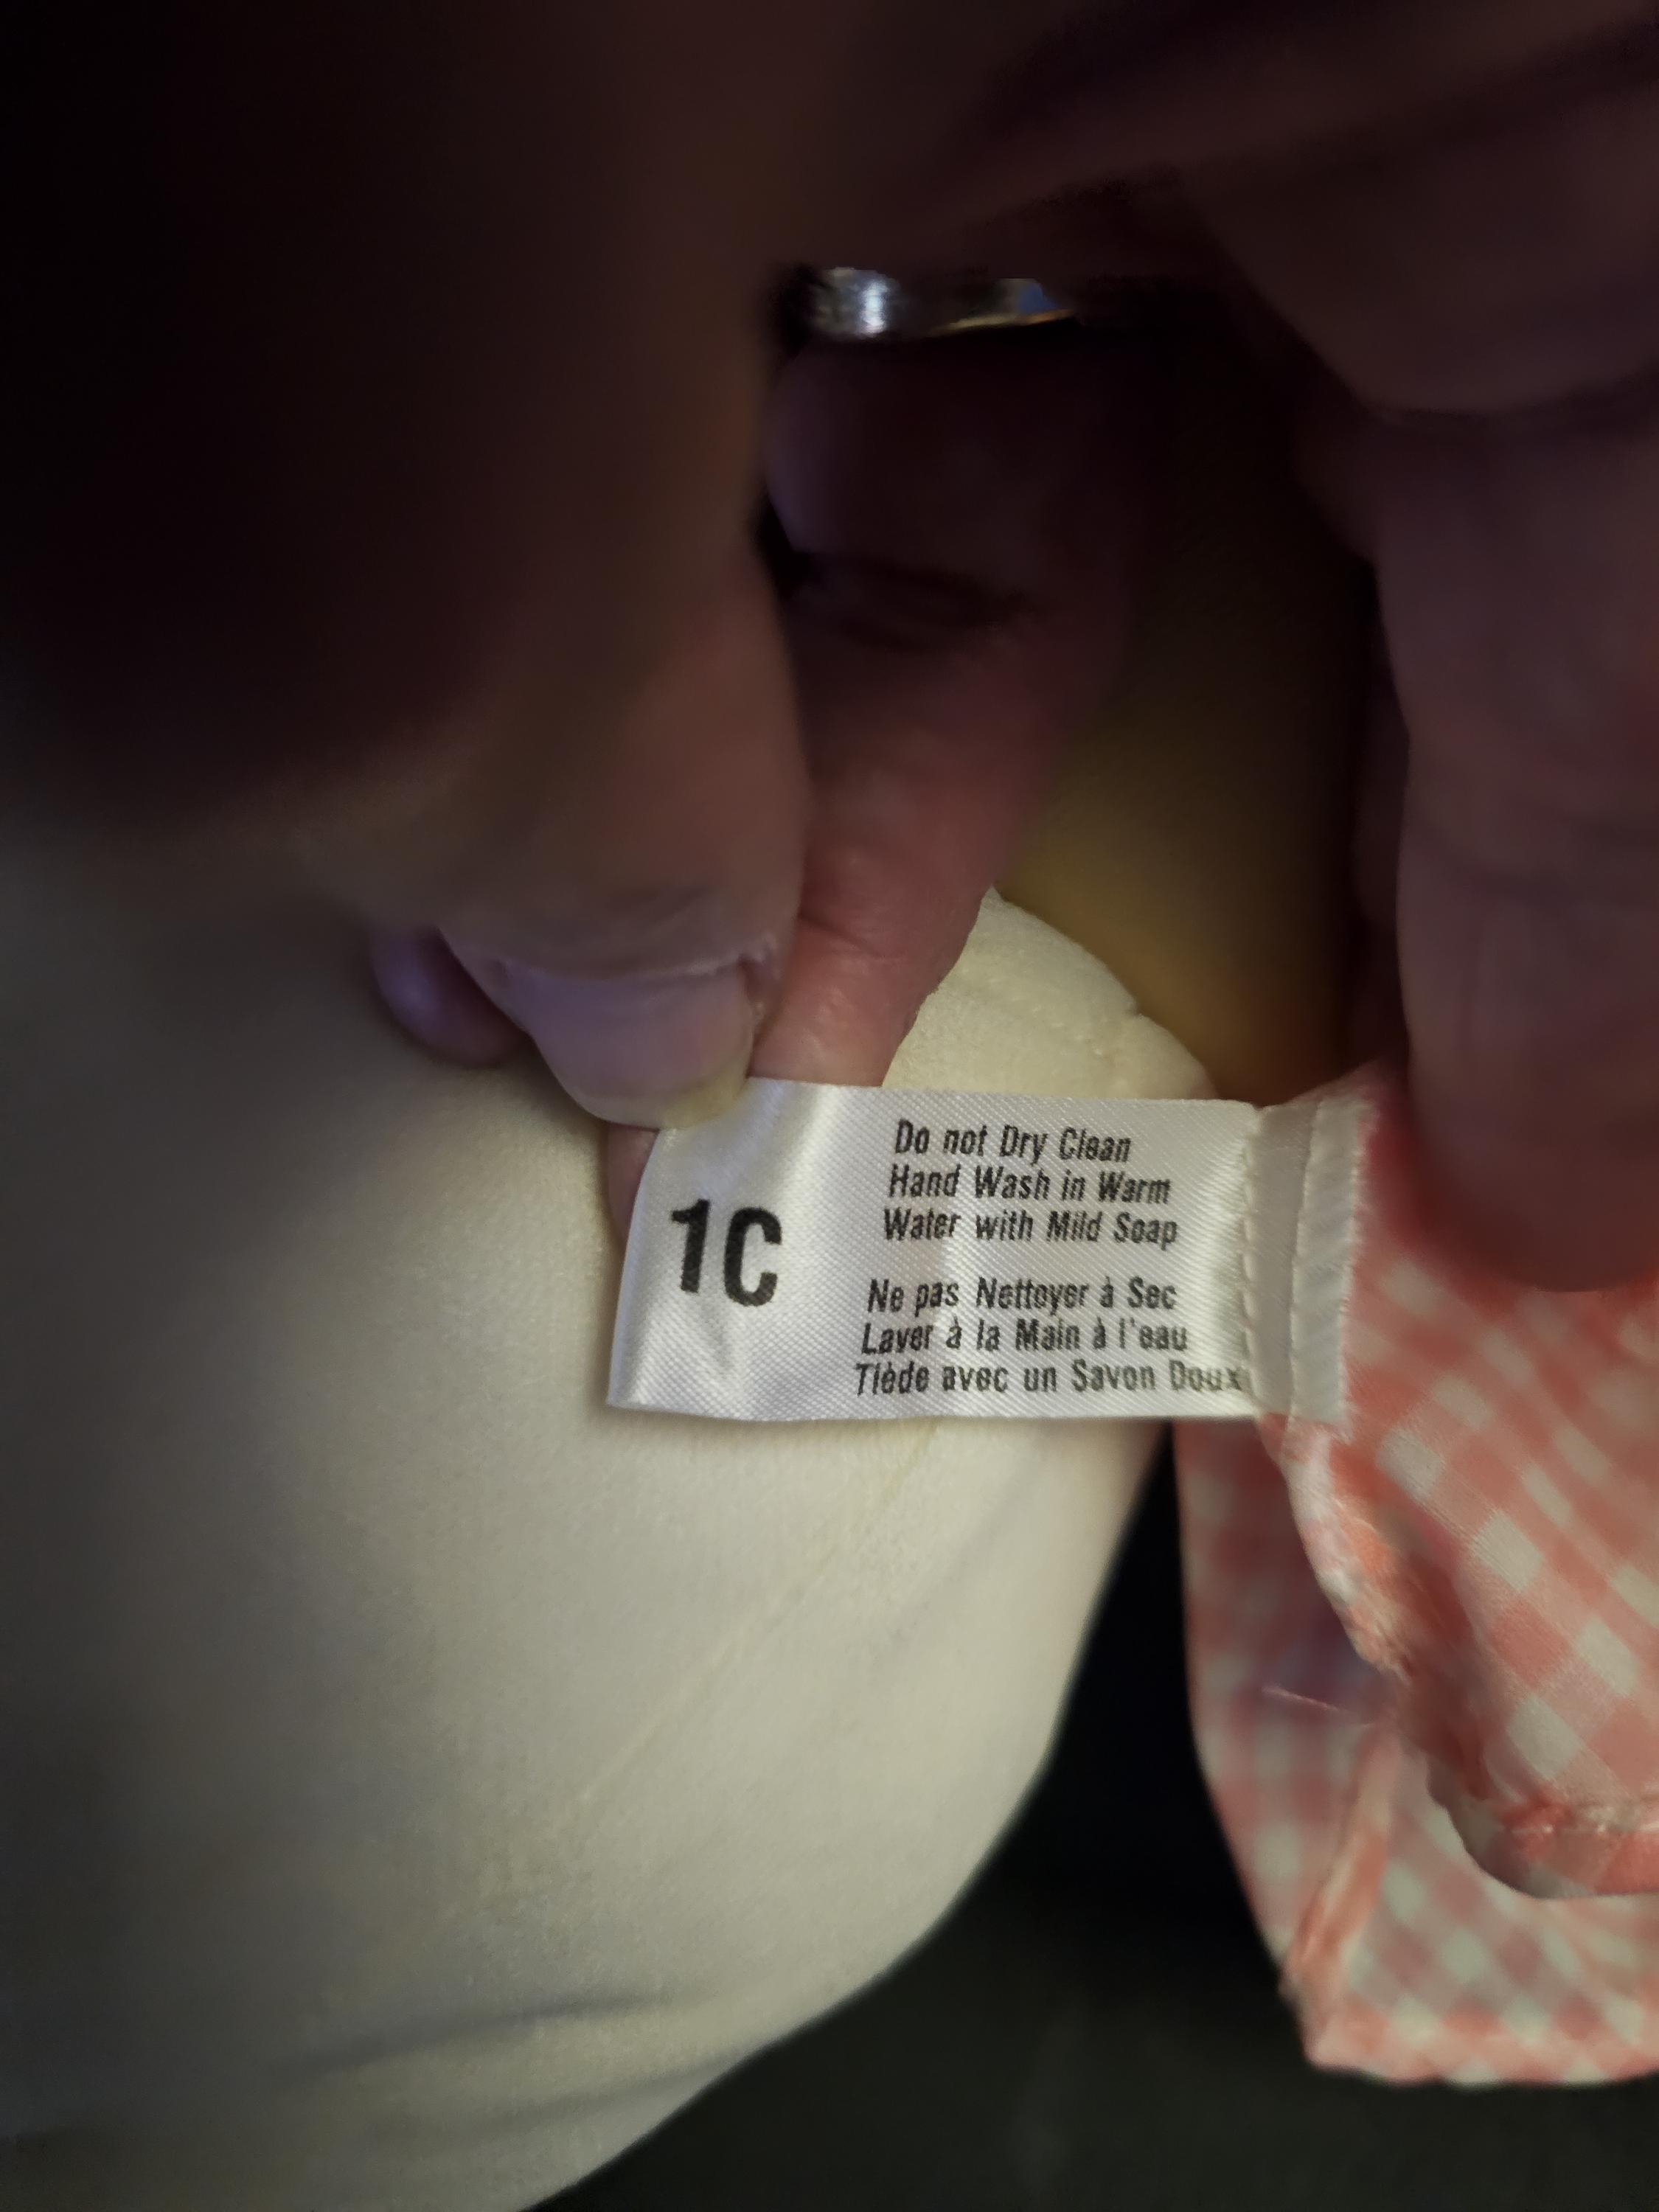 1C
Do not Dry Clean
Hand Wash in Warm
Water with Mild Soap
Ne pas Nettoyer à Sec
Laver à la Main à l'eau
Tiède avec un Savon Doux